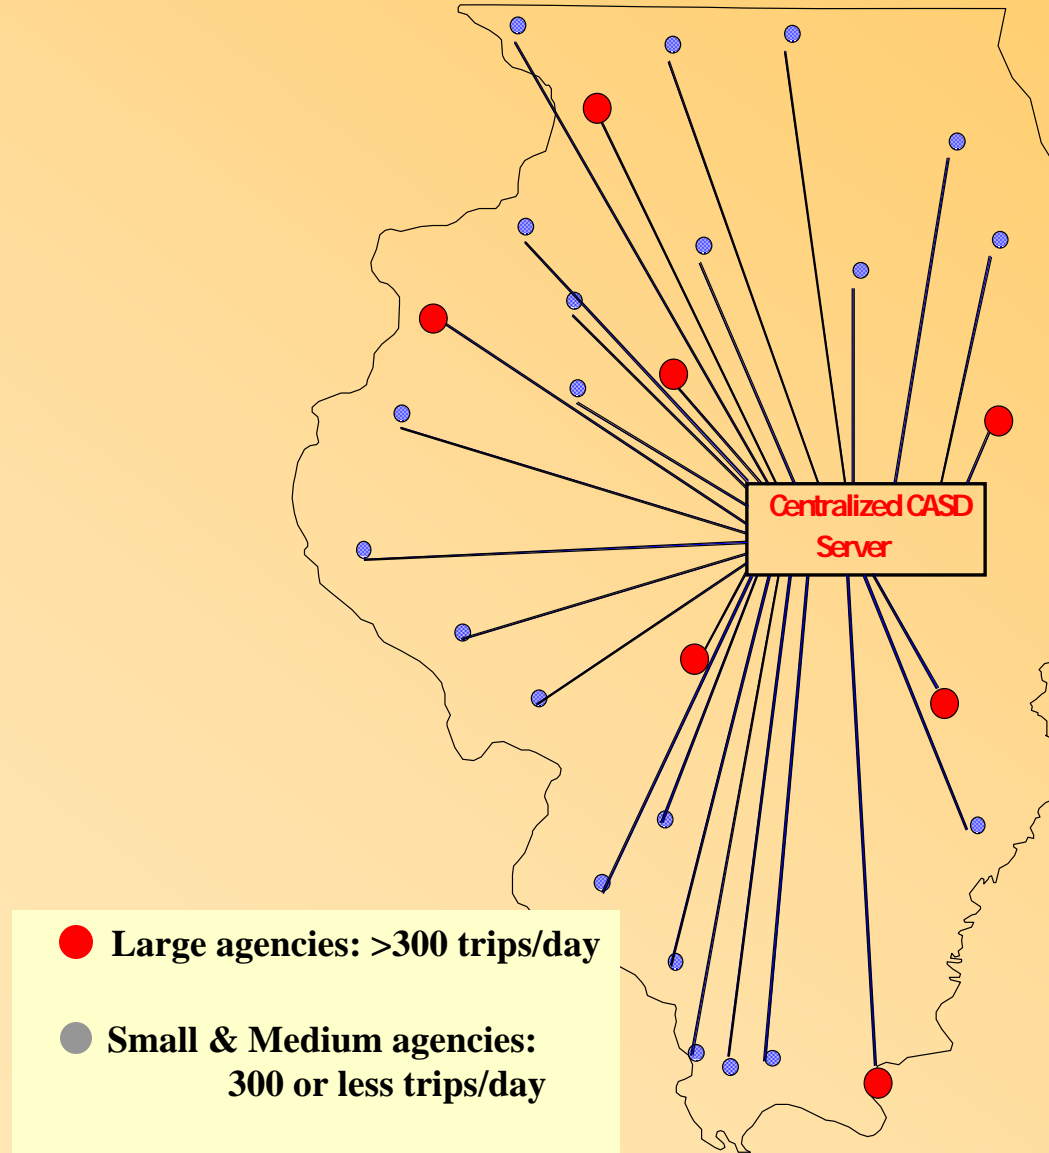 Centralized CASD
Server
Large agencies: >300 trips/day
Small & Medium agencies:
300 or less trips/day